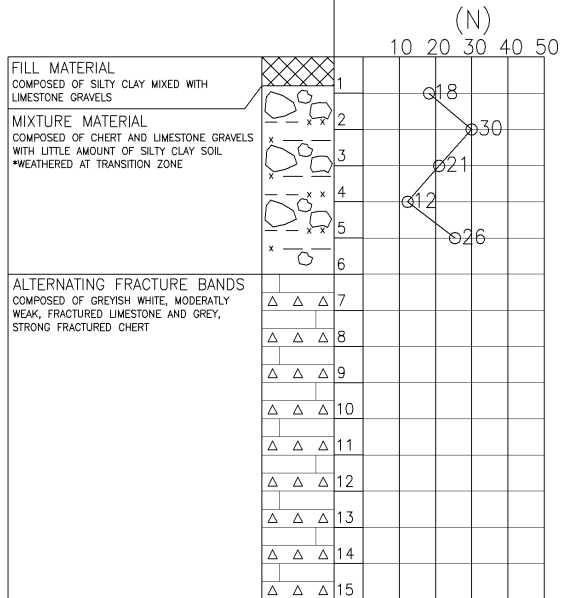 (N)
10 20 30 40 50
FILL MATERIAL
COMPOSED OF SILTY CLAY MIXED WITH
LIMESTONE GRAVELS
MIXTURE MATERIAL
COMPOSED OF CHERT AND LIMESTONE GRAVELS
WITH LITTLE AMOUNT OF SILTY CLAY SOIL
*WEATHERED AT TRANSITION ZONE
ALTERNATING FRACTURE BANDS
COMPOSED OF GREYISH WHITE, MODERATLY
WEAK, FRACTURED LIMESTONE AND GREY,
STRONG FRACTURED CHERT
1
2
3
4
5
6
7
8
9
10
11
12
13
14
15
18
30
21
12
26